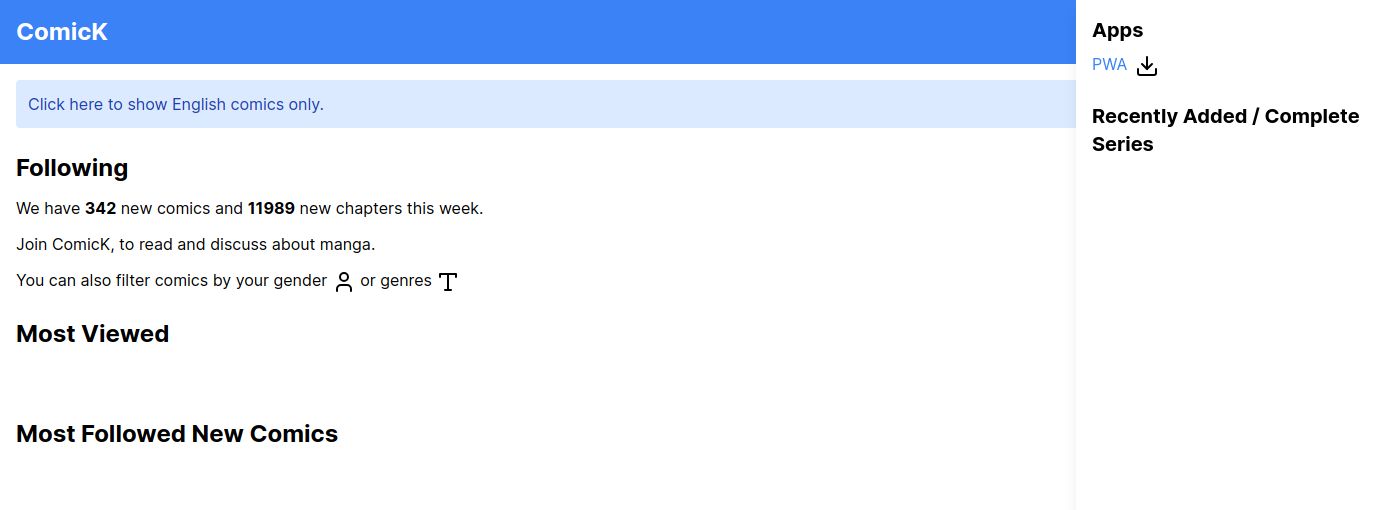 ComicK
Click here to show English comics only.
Following
We have 342 new comics and 11989 new chapters this week.
Join ComicK, to read and discuss about manga.
You can also filter comics by your gender or genres
Most Viewed
Most Followed New Comics
Apps
PWA
Recently Added / Complete
Series